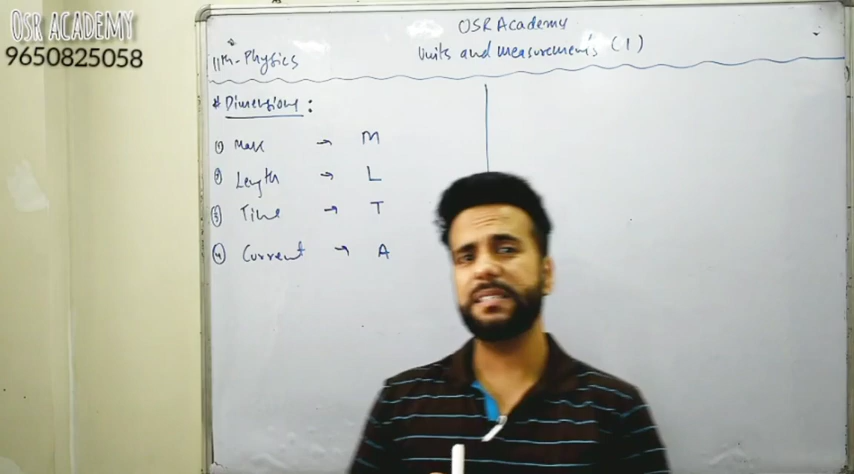 OSR ACADEMY
9650825058
OSR Academy
11th-Physics
Units and measurements (1)
* Dimensions :
① Mass → M
② Length → L
③ Time → T
④ Current → A